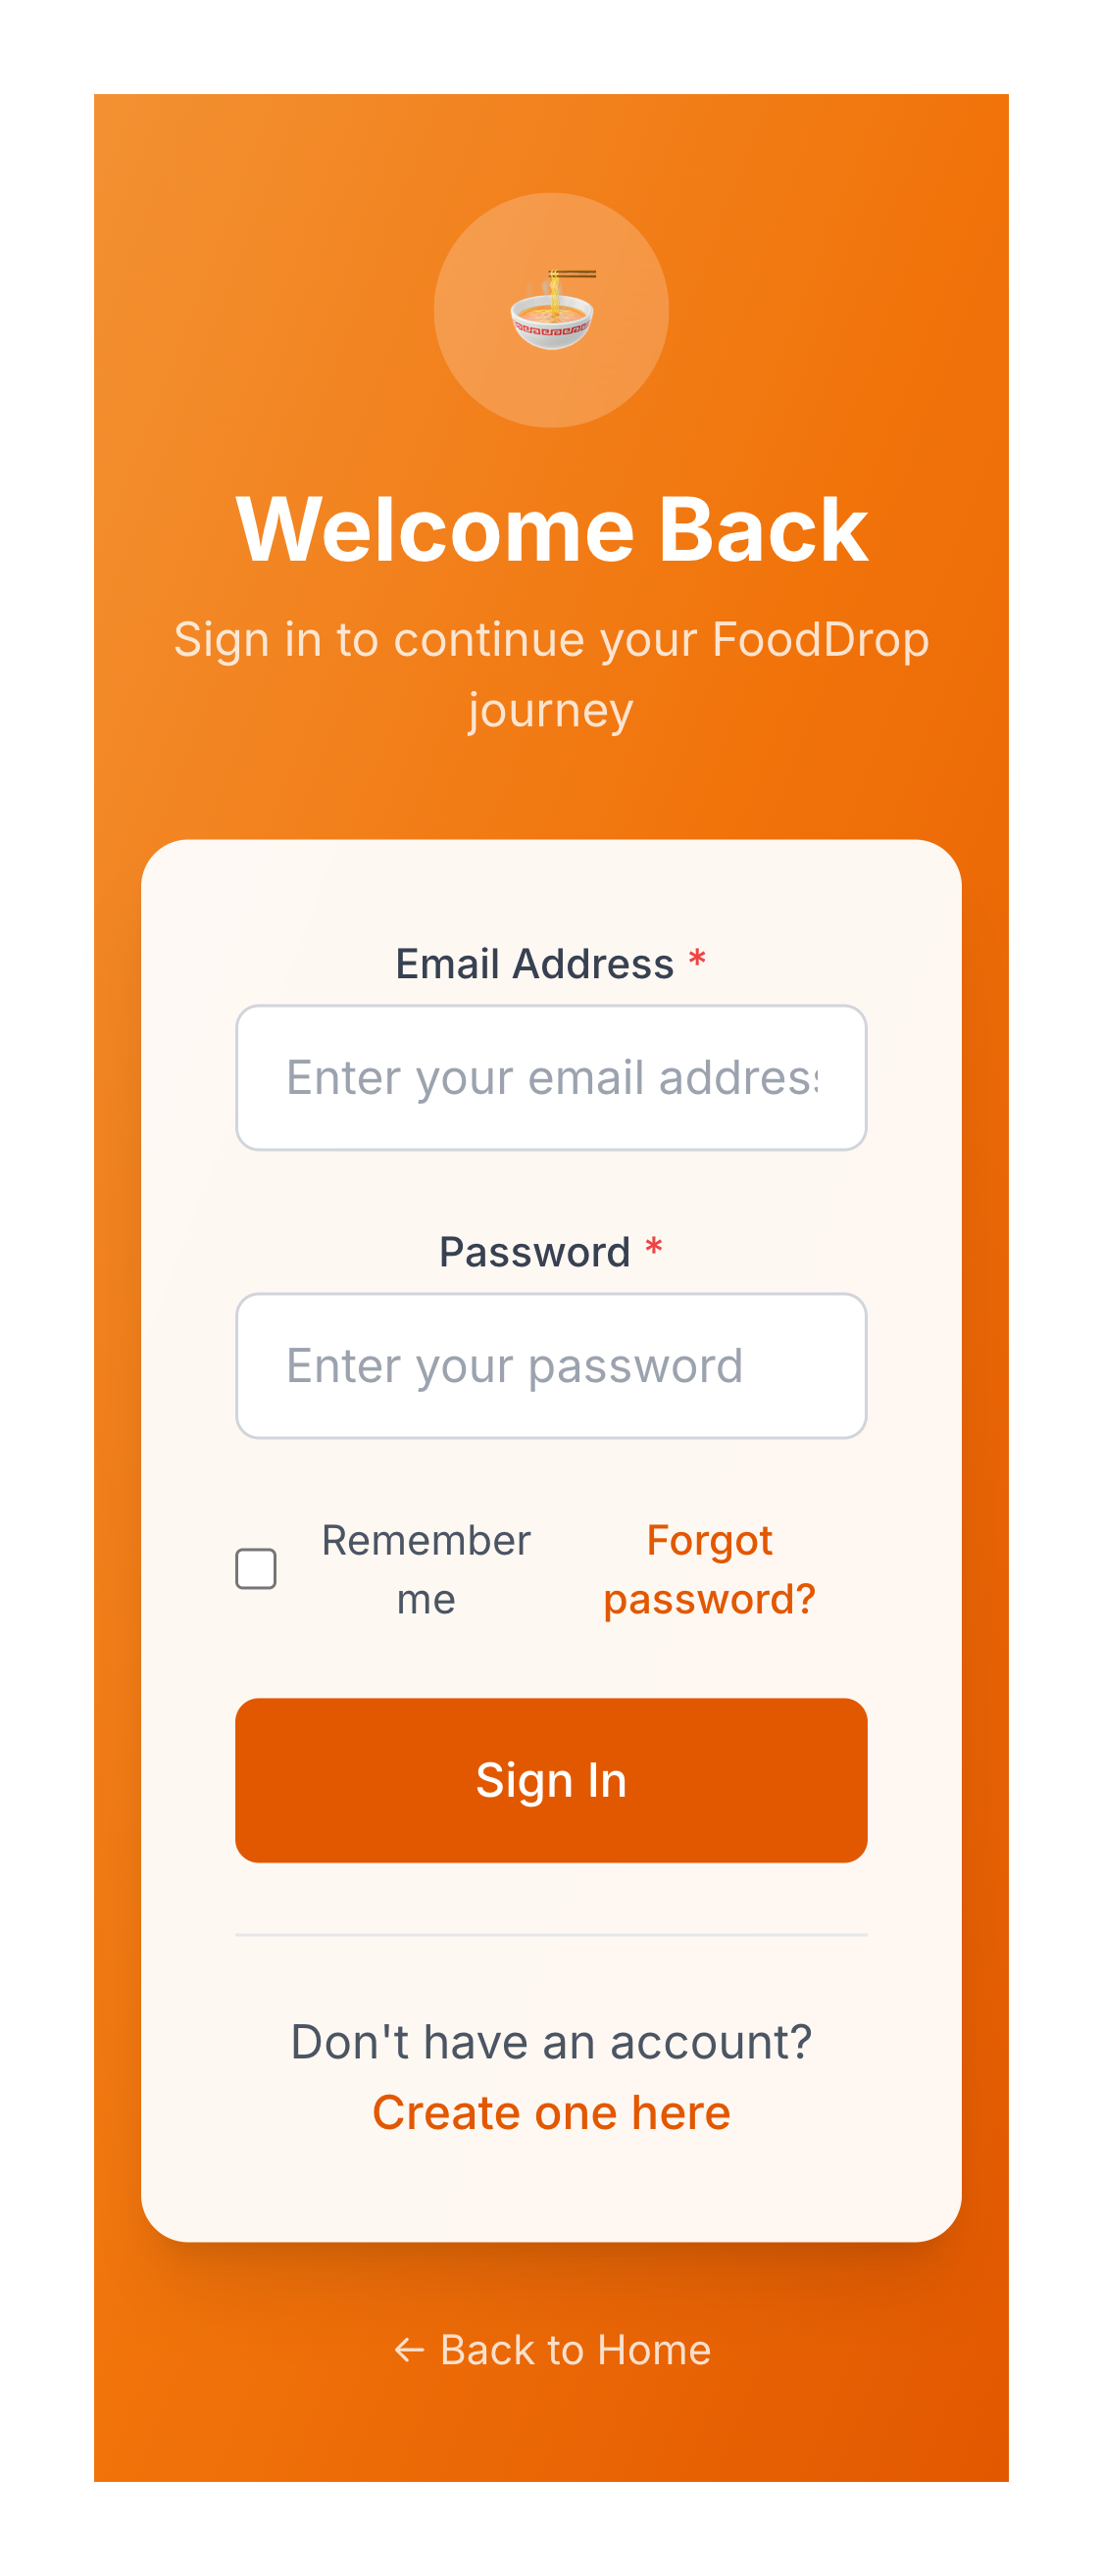 Welcome Back
Sign in to continue your FoodDrop
journey
Email Address *
Enter your email address
Password *
Enter your password
Remember
me
Forgot
password?
Sign In
Don't have an account?
Create one here
← Back to Home